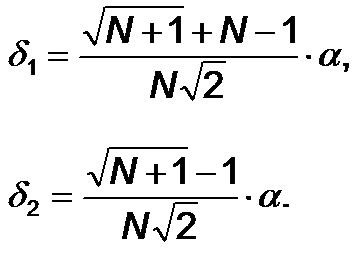 δ₁ = (√(N+1) + N − 1) / (N√2) · α,
δ₂ = (√(N+1) − 1) / (N√2) · α.